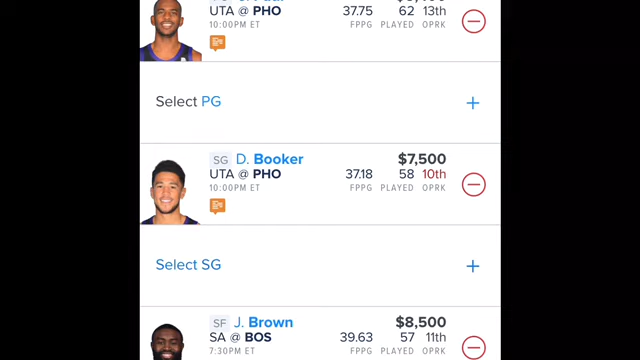 UTA @ PHO 37.75 62 13th
10:00PM ET FPPG PLAYED OPRK
Select PG
SG D. Booker $7,500
UTA @ PHO 37.18 58 10th
10:00PM ET FPPG PLAYED OPRK
Select SG
SF J. Brown $8,500
SA @ BOS 39.63 57 11th
7:30PM ET FPPG PLAYED OPRK